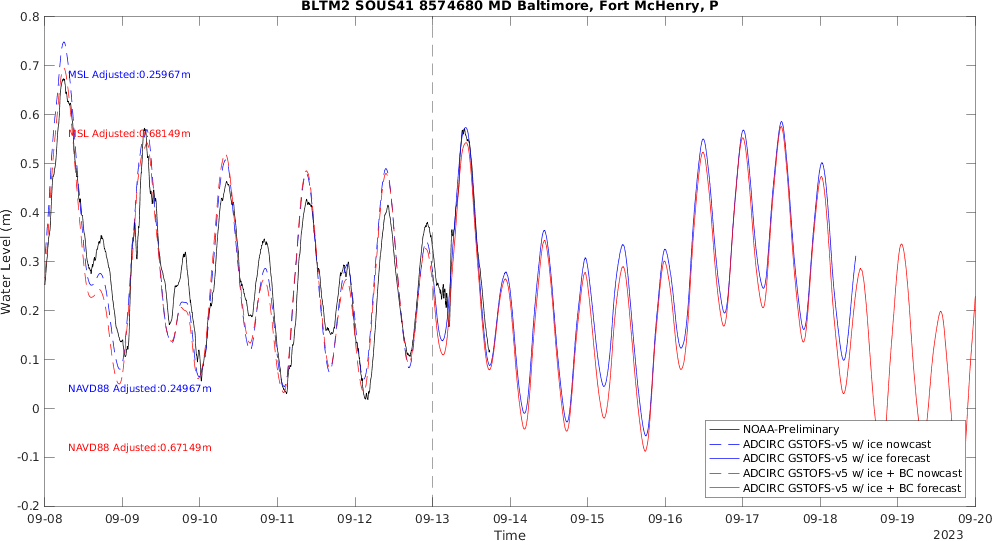 BLTM2 SOUS41 8574680 MD Baltimore, Fort McHenry, P
Water Level (m)
0.8
0.7
0.6
0.5
0.4
0.3
0.2
0.1
0
-0.1
-0.2
MSL Adjusted:0.25967m
MSL Adjusted:0.68149m
NAVD88 Adjusted:0.24967m
NAVD88 Adjusted:0.67149m
NOAA-Preliminary
ADCIRC GSTOFS-v5 w/ ice nowcast
ADCIRC GSTOFS-v5 w/ ice forecast
ADCIRC GSTOFS-v5 w/ ice + BC nowcast
ADCIRC GSTOFS-v5 w/ ice + BC forecast
09-08 09-09 09-10 09-11 09-12 09-13 09-14 09-15 09-16 09-17 09-18 09-19 09-20
Time
2023